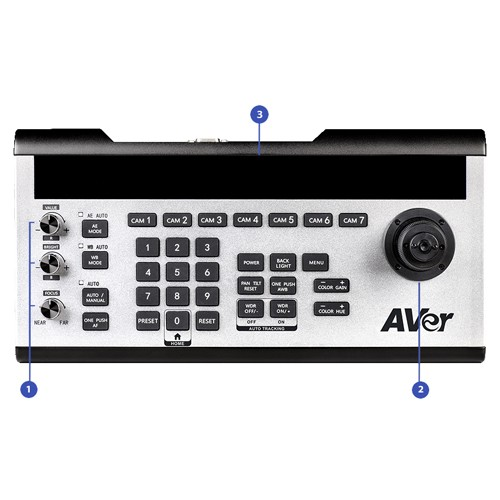 3
VALUE
AE AUTO
- +
R
AE MODE
CAM 1 CAM 2 CAM 3 CAM 4 CAM 5 CAM 6 CAM 7
BRIGHT
WB AUTO
- +
B
WB MODE
1 2 3
POWER BACK LIGHT MENU
4 5 6
FOCUS
AUTO
AUTO / MANUAL
NEAR FAR
ONE PUSH AF
PAN TILT RESET ONE PUSH AWB - + COLOR GAIN
7 8 9
PRESET 0 RESET
WDR OFF/- WDR ON/+ - + COLOR HUE
OFF ON
AUTO TRACKING
HOME
AVer
1
2